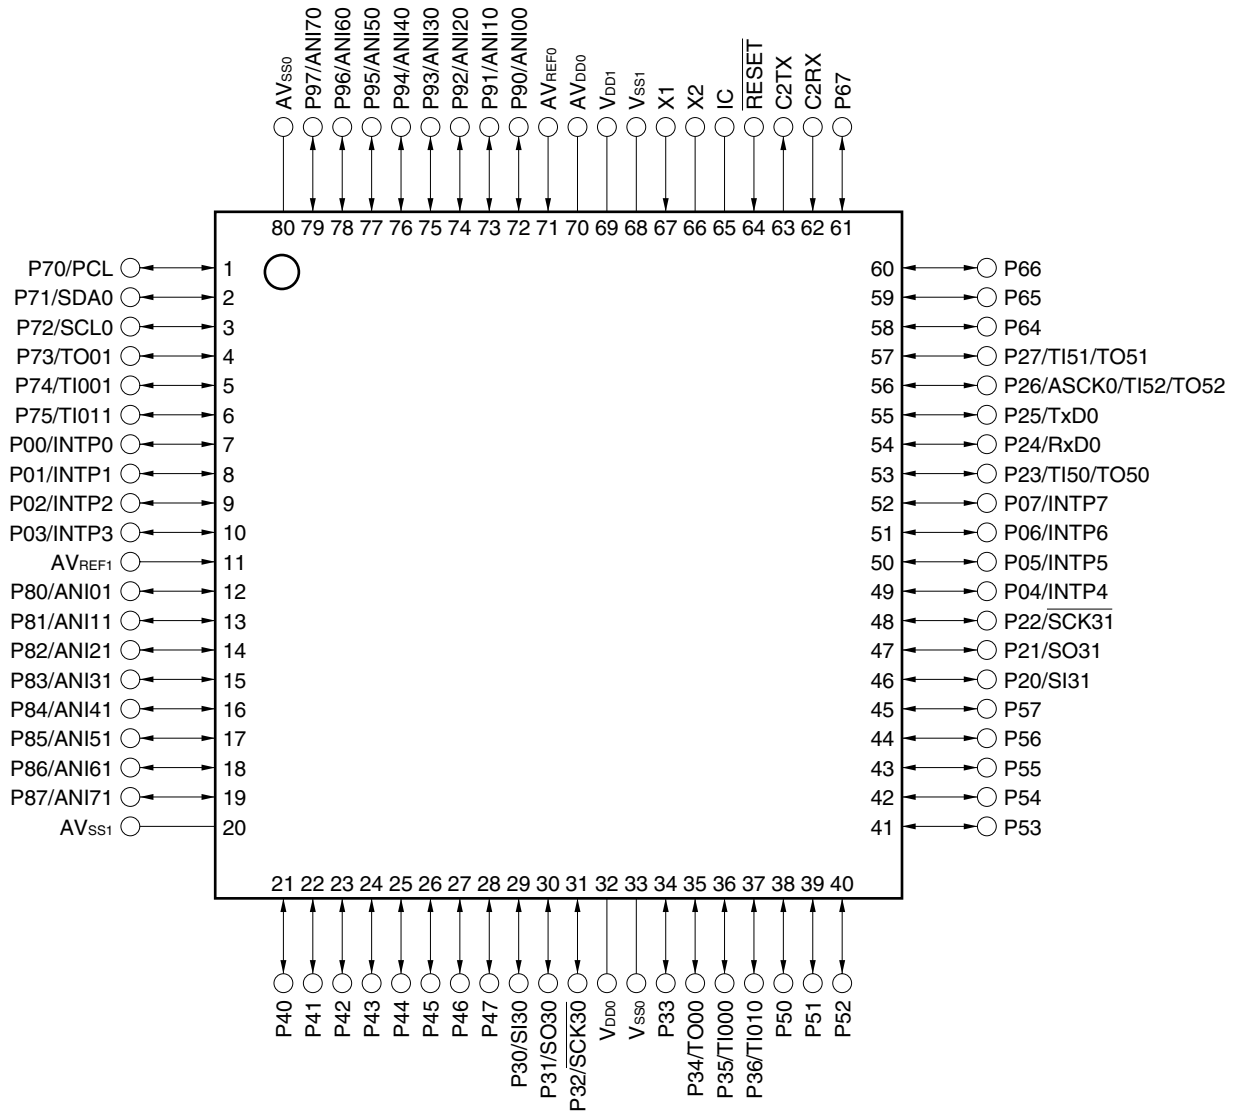 AVSS0
P97/ANI70
P96/ANI60
P95/ANI50
P94/ANI40
P93/ANI30
P92/ANI20
P91/ANI10
P90/ANI00
AVREF0
AVDD0
VDD1
VSS1
X1
X2
IC
RESET
C2TX
C2RX
P67
80 79 78 77 76 75 74 73 72 71 70 69 68 67 66 65 64 63 62 61
P70/PCL 1
P71/SDA0 2
P72/SCL0 3
P73/TO01 4
P74/TI001 5
P75/TI011 6
P00/INTP0 7
P01/INTP1 8
P02/INTP2 9
P03/INTP3 10
AVREF1 11
P80/ANI01 12
P81/ANI11 13
P82/ANI21 14
P83/ANI31 15
P84/ANI41 16
P85/ANI51 17
P86/ANI61 18
P87/ANI71 19
AVSS1 20
60 P66
59 P65
58 P64
57 P27/TI51/TO51
56 P26/ASCK0/TI52/TO52
55 P25/TxD0
54 P24/RxD0
53 P23/TI50/TO50
52 P07/INTP7
51 P06/INTP6
50 P05/INTP5
49 P04/INTP4
48 P22/SCK31
47 P21/SO31
46 P20/SI31
45 P57
44 P56
43 P55
42 P54
41 P53
21 22 23 24 25 26 27 28 29 30 31 32 33 34 35 36 37 38 39 40
P40
P41
P42
P43
P44
P45
P46
P47
P30/SI30
P31/SO30
P32/SCK30
VDD0
VSS0
P33
P34/TO00
P35/TI000
P36/TI010
P50
P51
P52